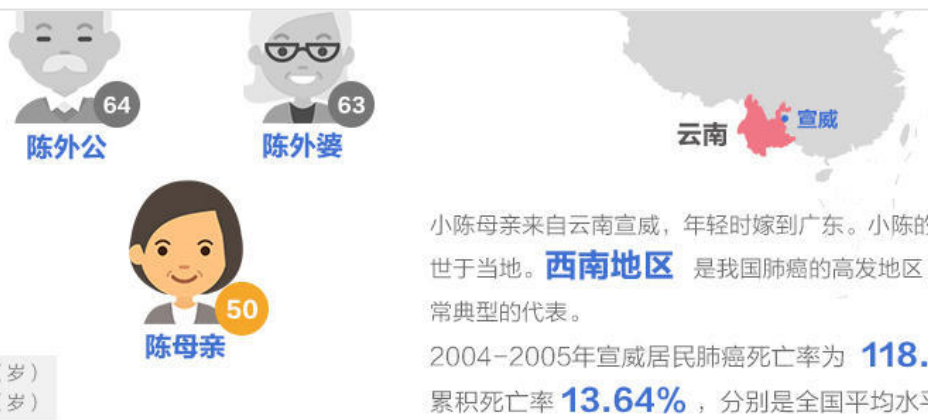 64
63
陈外公
陈外婆
云南
宣威
50
陈母亲
岁）
岁）
小陈母亲来自云南宣威，年轻时嫁到广东。小陈的
世于当地。西南地区 是我国肺癌的高发地区
常典型的代表。
2004-2005年宣威居民肺癌死亡率为 118.
累积死亡率 13.64% ，分别是全国平均水平